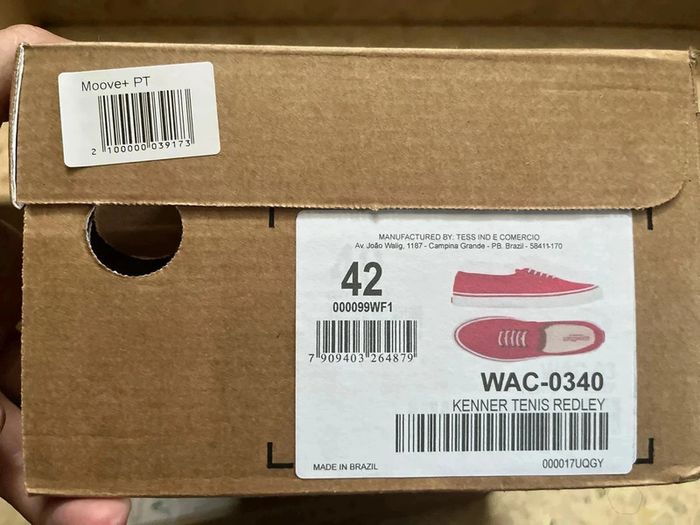 Moove+ PT
2 100000 039173
MANUFACTURED BY: TESS IND E COMERCIO
Av. João Walig, 1187 - Campina Grande - PB. Brazil - 58411-170
42
000099WF1
7 909403 264879
WAC-0340
KENNER TENIS REDLEY
MADE IN BRAZIL
000017UQGY